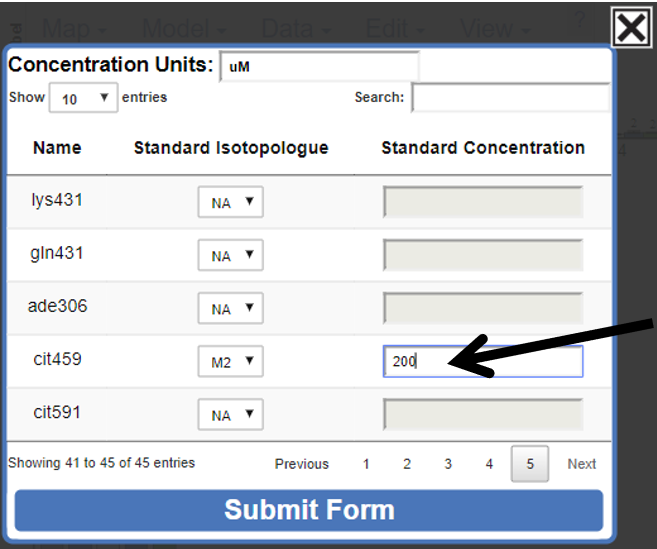 Map Model Data Edit View ?
Concentration Units: uM
Show 10 entries Search:
Name Standard Isotopologue Standard Concentration
lys431 NA
gln431 NA
ade306 NA
cit459 M2 200
cit591 NA
Showing 41 to 45 of 45 entries Previous 1 2 3 4 5 Next
Submit Form